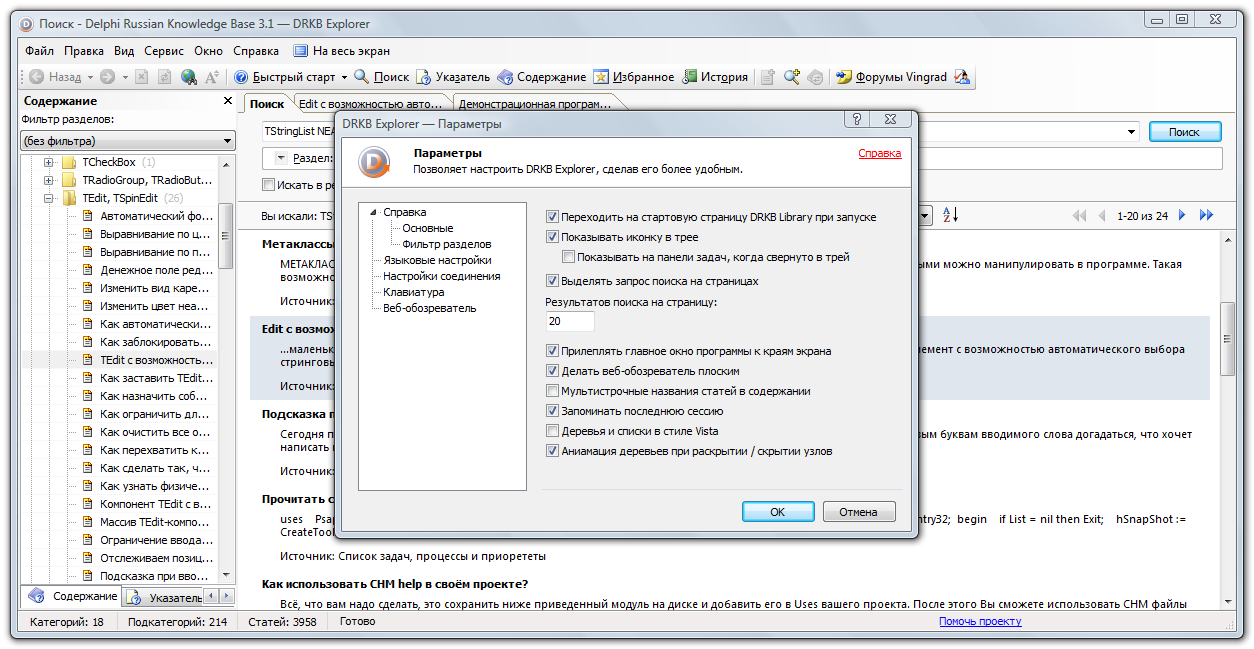 Поиск - Delphi Russian Knowledge Base 3.1 — DRKB Explorer
Файл Правка Вид Сервис Окно Справка На весь экран
Назад Быстрый старт Поиск Указатель Содержание Избранное История Форумы Vingrad
Содержание
Фильтр разделов:
(без фильтра)
TCheckBox (1)
TRadioGroup, TRadioBut...
TEdit, TSpinEdit (26)
Автоматический фо...
Выравнивание по ц...
Выравнивание по п...
Денежное поле ред...
Изменить вид каре...
Изменить цвет неа...
Как автоматически...
Как заблокировать...
TEdit с возможность...
Как заставить TEdit...
Как назначить соб...
Как ограничить дл...
Как очистить все о...
Как перехватить к...
Как сделать так, ч...
Как узнать физиче...
Компонент TEdit с в...
Массив TEdit-компо...
Ограничение ввода...
Отслеживаем позиц...
Подсказка при вво...
Содержание Указатель
Поиск Edit с возможностью авто... Демонстрационная програм...
TStringList NEA
Поиск
Раздел:
Искать в ре
Вы искали: TS
1-20 из 24
Метаклассы
МЕТАКЛАС ыми можно манипулировать в программе. Такая
возможно
Источник:
Edit с возмож
...маленьк емент с возможностью автоматического выбора
стринговы
Источник:
Подсказка п
Сегодня п вым буквам вводимого слова догадаться, что хочет
написать
Источник:
Прочитать с
uses Psap ntry32; begin if List = nil then Exit; hSnapShot :=
CreateTool
Источник: Список задач, процессы и приорететы
Как использовать CHM help в своём проекте?
Всё, что вам надо сделать, это сохранить ниже приведенный модуль на диске и добавить его в Uses вашего проекта. После этого Вы сможете использовать CHM файлы
DRKB Explorer — Параметры
Параметры
Позволяет настроить DRKB Explorer, сделав его более удобным.
Справка
Справка
Основные
Фильтр разделов
Языковые настройки
Настройки соединения
Клавиатура
Веб-обозреватель
Переходить на стартовую страницу DRKB Library при запуске
Показывать иконку в трее
Показывать на панели задач, когда свернуто в трей
Выделять запрос поиска на страницах
Результатов поиска на страницу:
20
Прилеплять главное окно программы к краям экрана
Делать веб-обозреватель плоским
Мультистрочные названия статей в содержании
Запоминать последнюю сессию
Деревья и списки в стиле Vista
Аниамация деревьев при раскрытии / скрытии узлов
OK Отмена
Категорий: 18 Подкатегорий: 214 Статей: 3958 Готово Помочь проекту